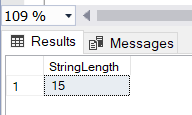 109 %
Results Messages
StringLength
1 15